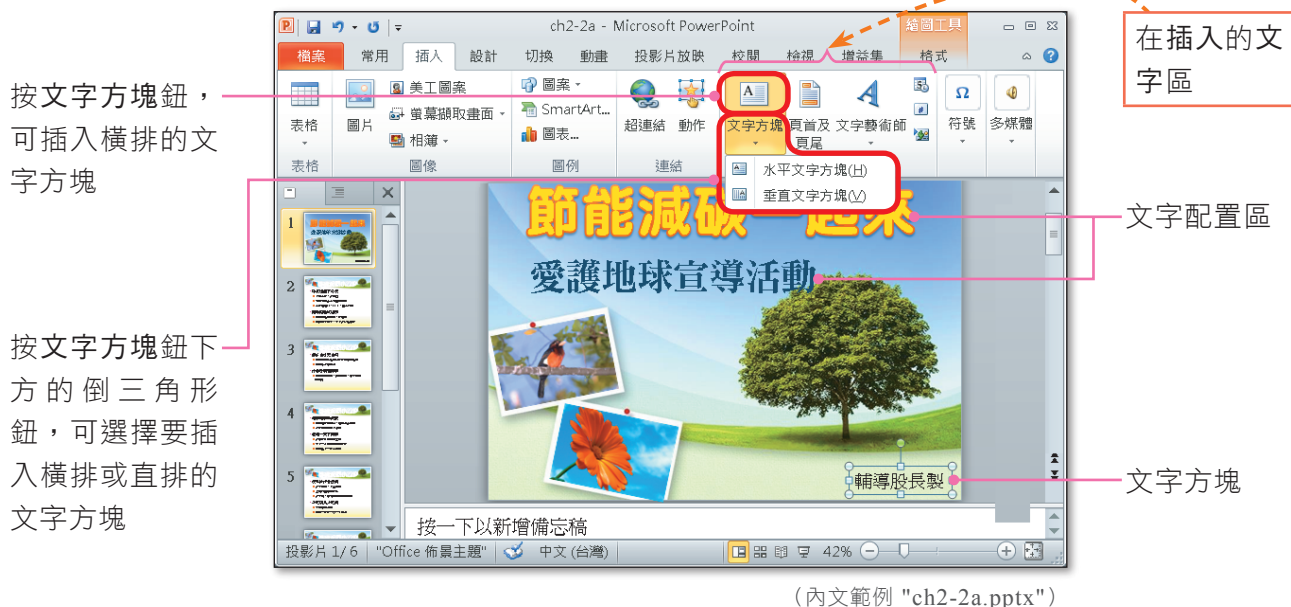 ch2-2a - Microsoft PowerPoint
繪圖工具
檔案 常用 插入 設計 切換 動畫 投影片放映 校閱 檢視 增益集 格式
在插入的文
字區
按文字方塊鈕，
可插入橫排的文
字方塊
表格
圖片
美工圖案
螢幕擷取畫面
相簿
圖案
SmartArt...
圖表...
超連結 動作
文字方塊
頁首及
頁尾
文字藝術師
符號
多媒體
表格 圖像 圖例 連結
水平文字方塊(H)
垂直文字方塊(V)
1
2
3
4
5
節能減碳一起來
愛護地球宣導活動
文字配置區
按文字方塊鈕下
方的倒三角形
鈕，可選擇要插
入橫排或直排的
文字方塊
輔導股長製
文字方塊
按一下以新增備忘稿
投影片 1/ 6 "Office 佈景主題" 中文 (台灣) 42%
（內文範例 "ch2-2a.pptx"）